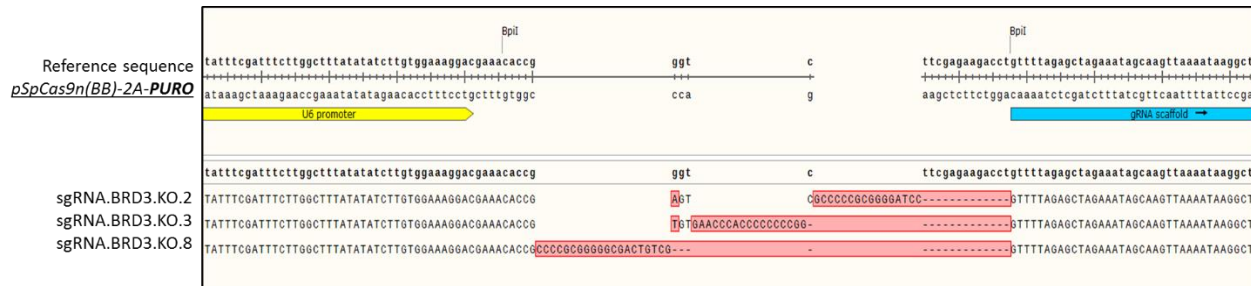 BpiI BpiI
Reference sequence tatttcgatttcttggctttatatatcttgtggaaaggacgaaacaccg ggt c ttcgagaagacctgttttagagctagaaatagcaagttaaaataaggct
pSpCas9n(BB)-2A-PURO ataaagctaaagaaccgaaatatatagaacacctttcctgctttgtggc cca g aagctcttctggacaaaatctcgatctttatcgttcaattttattccga
U6 promoter gRNA scaffold →
tatttcgatttcttggctttatatatcttgtggaaaggacgaaacaccg ggt c ttcgagaagacctgttttagagctagaaatagcaagttaaaataaggct
sgRNA.BRD3.KO.2 TATTTCGATTTCTTGGCTTTATATATCTTGTGGAAAGGACGAAACACCG AGT CGCCCCCGCGGGGATCC------------GTTTTAGAGCTAGAAATAGCAAGTTAAAATAAGGCT
sgRNA.BRD3.KO.3 TATTTCGATTTCTTGGCTTTATATATCTTGTGGAAAGGACGAAACACCG TGTGAACCCACCCCCCCCGG- ------------GTTTTAGAGCTAGAAATAGCAAGTTAAAATAAGGCT
sgRNA.BRD3.KO.8 TATTTCGATTTCTTGGCTTTATATATCTTGTGGAAAGGACGAAACACCGCCCCGCGGGGGCGACTGTCG--- - ------------GTTTTAGAGCTAGAAATAGCAAGTTAAAATAAGGCT